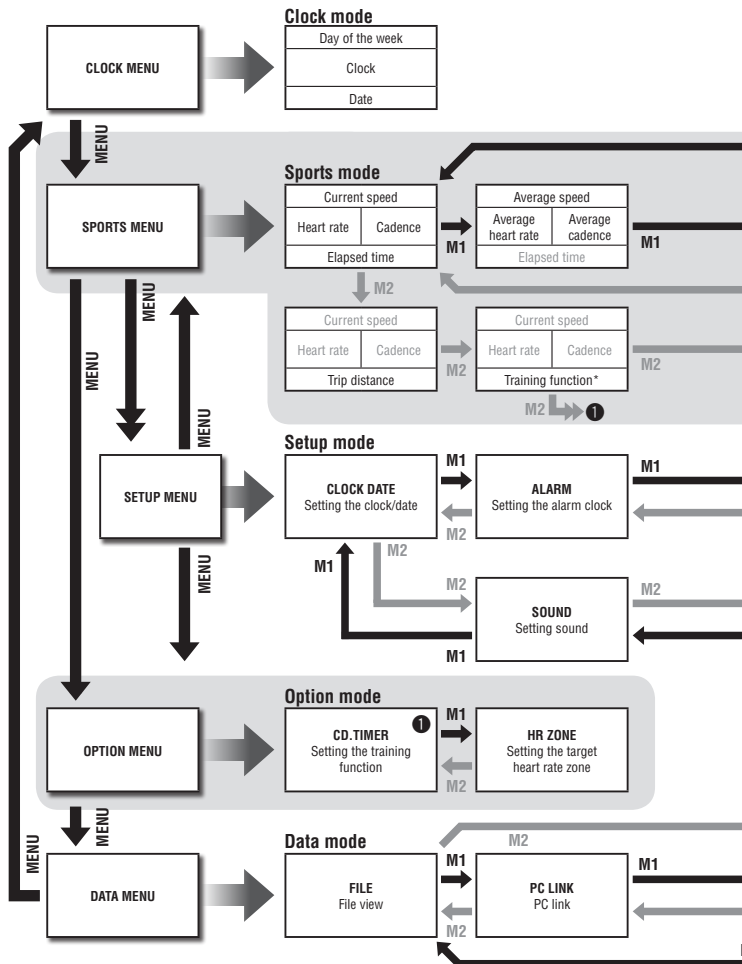 Clock mode
CLOCK MENU
Day of the week
Clock
Date
MENU
Sports mode
SPORTS MENU
Current speed
Heart rate
Cadence
Elapsed time
M1
Average speed
Average
heart rate
Average
cadence
Elapsed time
M1
M2
MENU
MENU
MENU
Current speed
Heart rate
Cadence
Trip distance
M2
Current speed
Heart rate
Cadence
Training function*
M2
M2
❶
Setup mode
SETUP MENU
CLOCK DATE
Setting the clock/date
M1
M2
ALARM
Setting the alarm clock
M1
M2
M1
MENU
M2
SOUND
Setting sound
M2
M1
Option mode
OPTION MENU
CD.TIMER
❶
Setting the training
function
M1
M2
HR ZONE
Setting the target
heart rate zone
MENU
MENU
Data mode
DATA MENU
M2
FILE
File view
M1
M2
PC LINK
PC link
M1